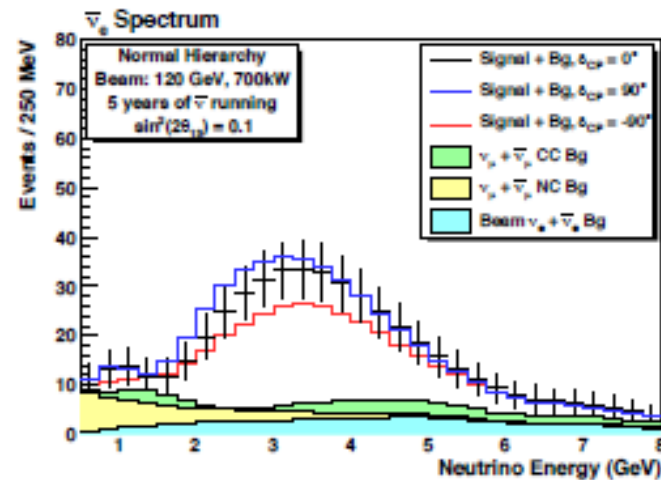 ν̄ₑ Spectrum
Normal Hierarchy
Beam: 120 GeV, 700kW
5 years of ν̄ running
sin²(2θ₁₃) = 0.1
Signal + Bg, δCP = 0°
Signal + Bg, δCP = 90°
Signal + Bg, δCP = -90°
νμ + ν̄μ CC Bg
νμ + ν̄μ NC Bg
Beam νₑ + ν̄ₑ Bg
Events / 250 MeV
80
70
60
50
40
30
20
10
0
1 2 3 4 5 6 7 8
Neutrino Energy (GeV)